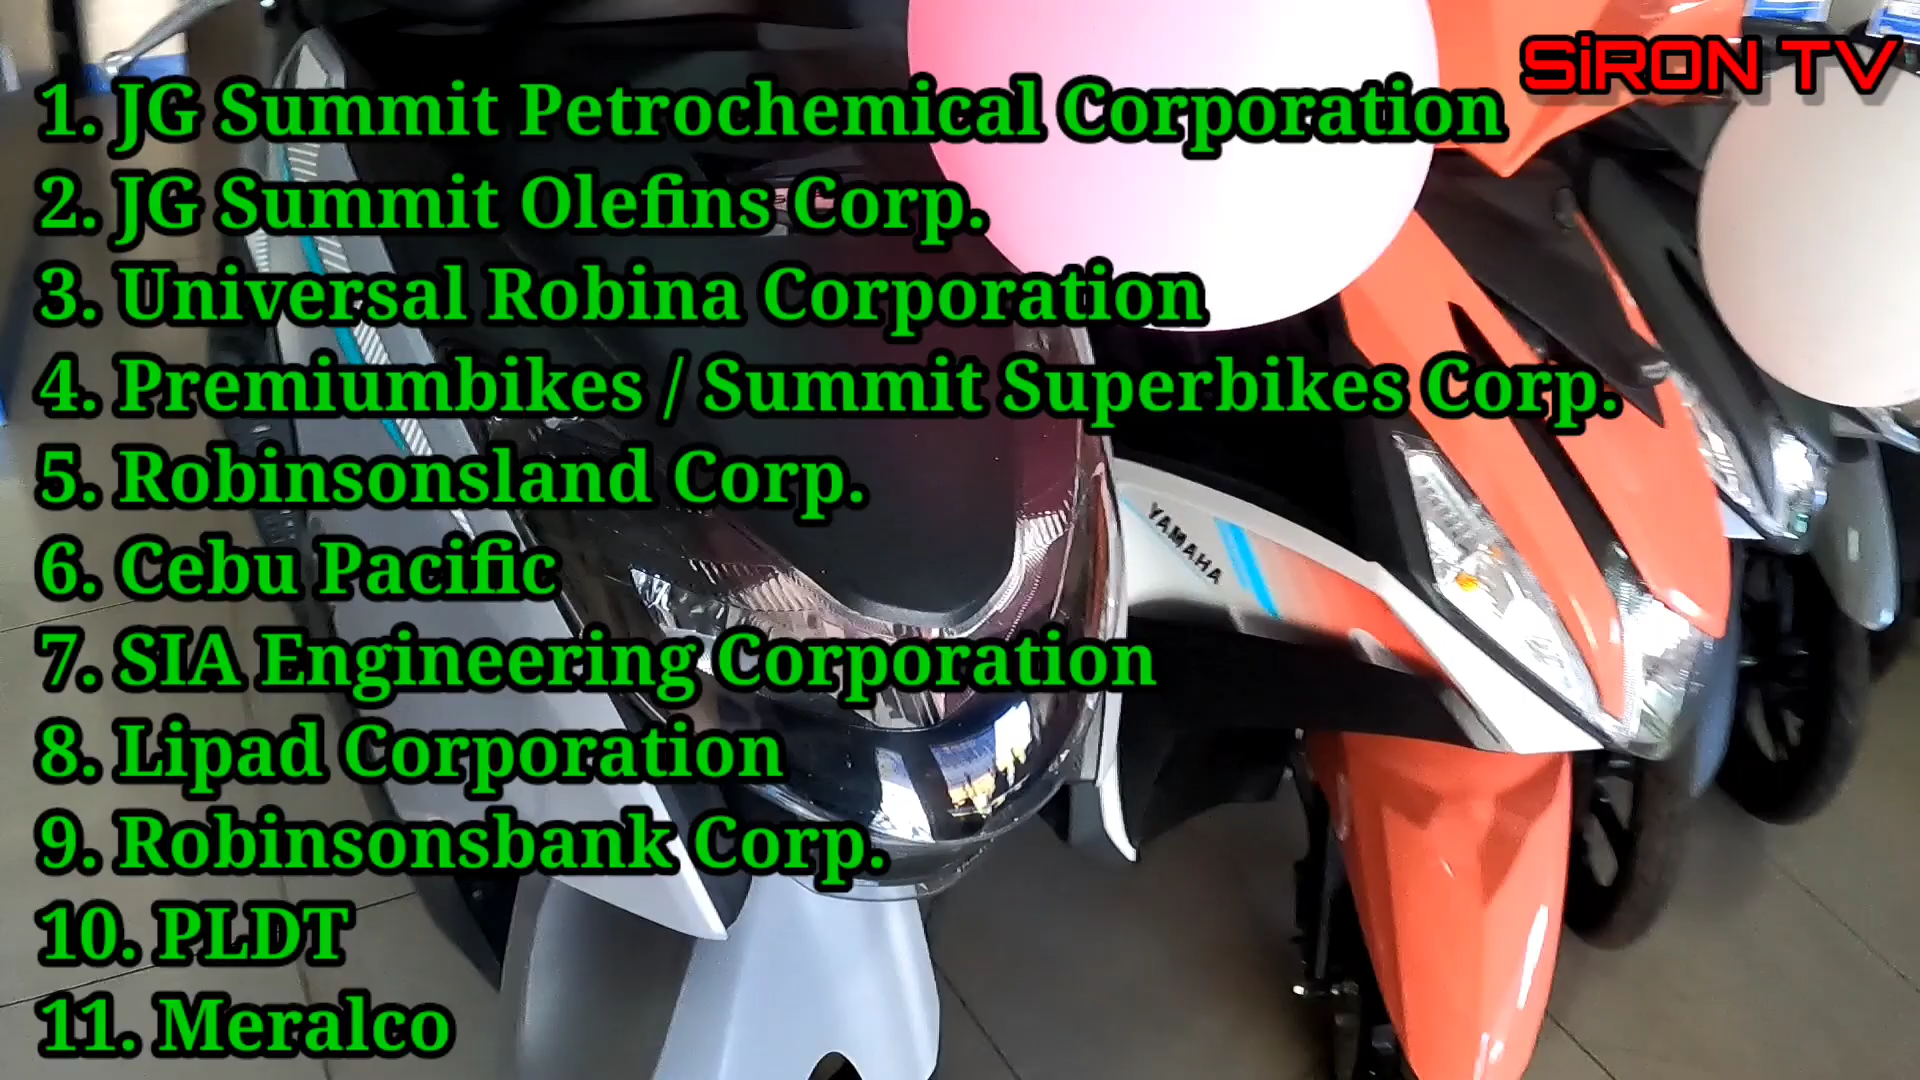 SiRON TV
1. JG Summit Petrochemical Corporation
2. JG Summit Olefins Corp.
3. Universal Robina Corporation
4. Premiumbikes / Summit Superbikes Corp.
5. Robinsonsland Corp.
6. Cebu Pacific
7. SIA Engineering Corporation
8. Lipad Corporation
9. Robinsonsbank Corp.
10. PLDT
11. Meralco
YAMAHA